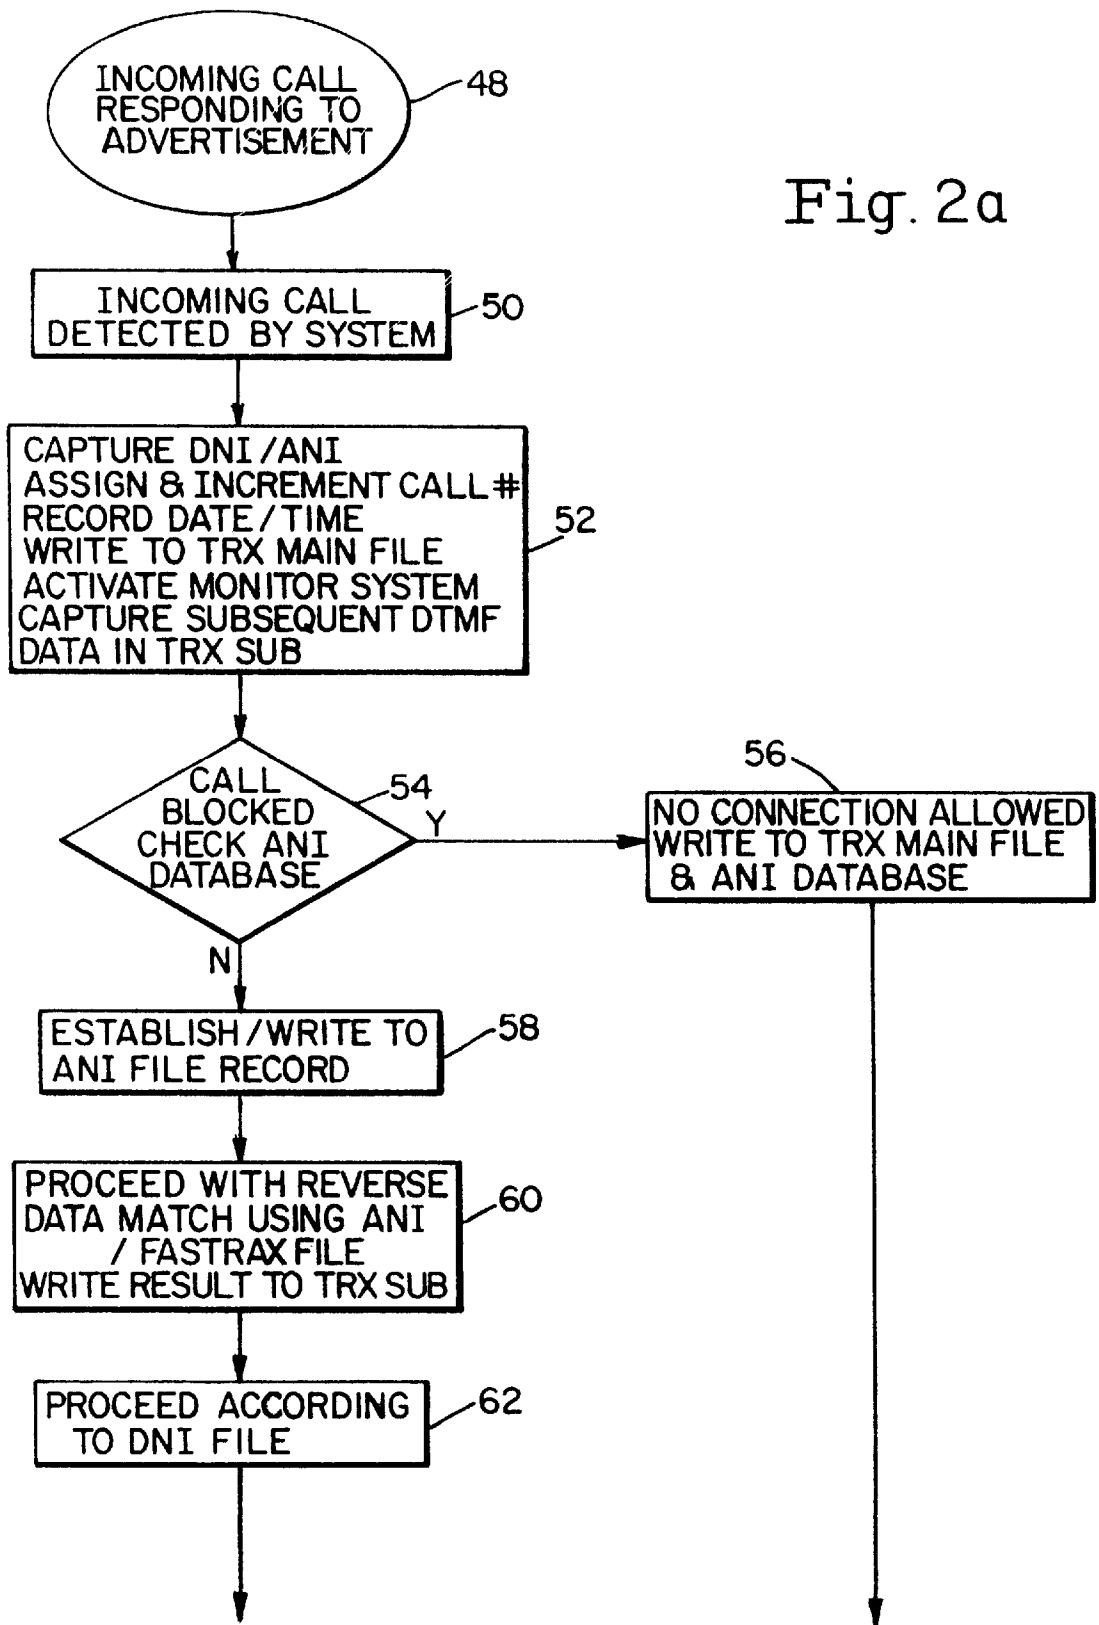 INCOMING CALL
RESPONDING TO
ADVERTISEMENT
48
Fig. 2a
INCOMING CALL
DETECTED BY SYSTEM
50
CAPTURE DNI/ANI
ASSIGN & INCREMENT CALL #
RECORD DATE/TIME
WRITE TO TRX MAIN FILE
ACTIVATE MONITOR SYSTEM
CAPTURE SUBSEQUENT DTMF
DATA IN TRX SUB
52
CALL
BLOCKED
CHECK ANI
DATABASE
54
Y
56
NO CONNECTION ALLOWED
WRITE TO TRX MAIN FILE
& ANI DATABASE
N
ESTABLISH/WRITE TO
ANI FILE RECORD
58
PROCEED WITH REVERSE
DATA MATCH USING ANI
/ FASTRAX FILE
WRITE RESULT TO TRX SUB
60
PROCEED ACCORDING
TO DNI FILE
62